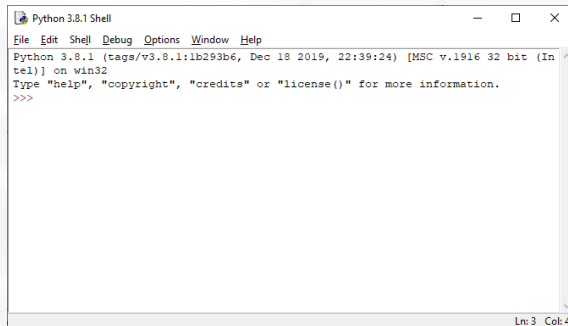 Python 3.8.1 Shell
File Edit Shell Debug Options Window Help
Python 3.8.1 (tags/v3.8.1:1b293b6, Dec 18 2019, 22:39:24) [MSC v.1916 32 bit (In
tel)] on win32
Type "help", "copyright", "credits" or "license()" for more information.
>>>
Ln: 3 Col: 4